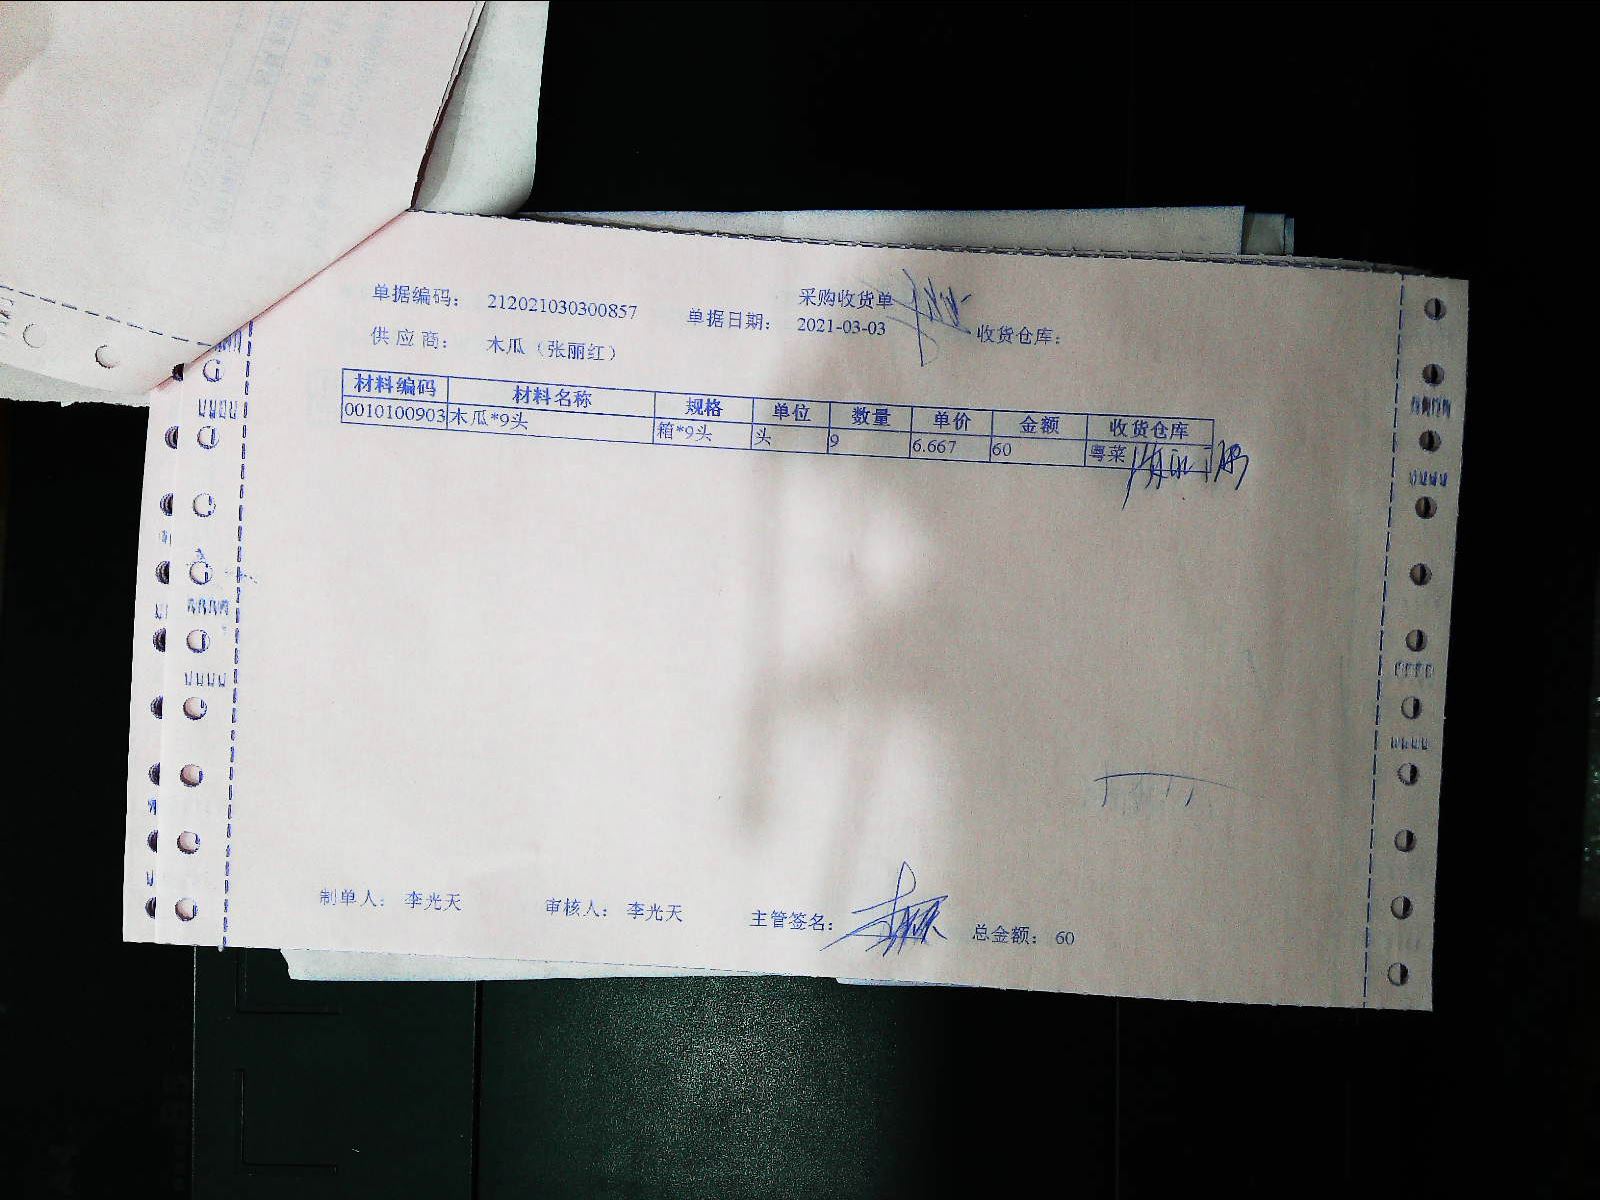 采购收货单
单据编码： 212021030300857 单据日期： 2021-03-03 收货仓库：
供 应 商： 木瓜（张丽红）
材料编码 材料名称 规格 单位 数量 单价 金额 收货仓库
0010100903 木瓜*9头 箱*9头 头 9 6.667 60 粤菜
制单人： 李光天 审核人： 李光天 主管签名： 总金额： 60